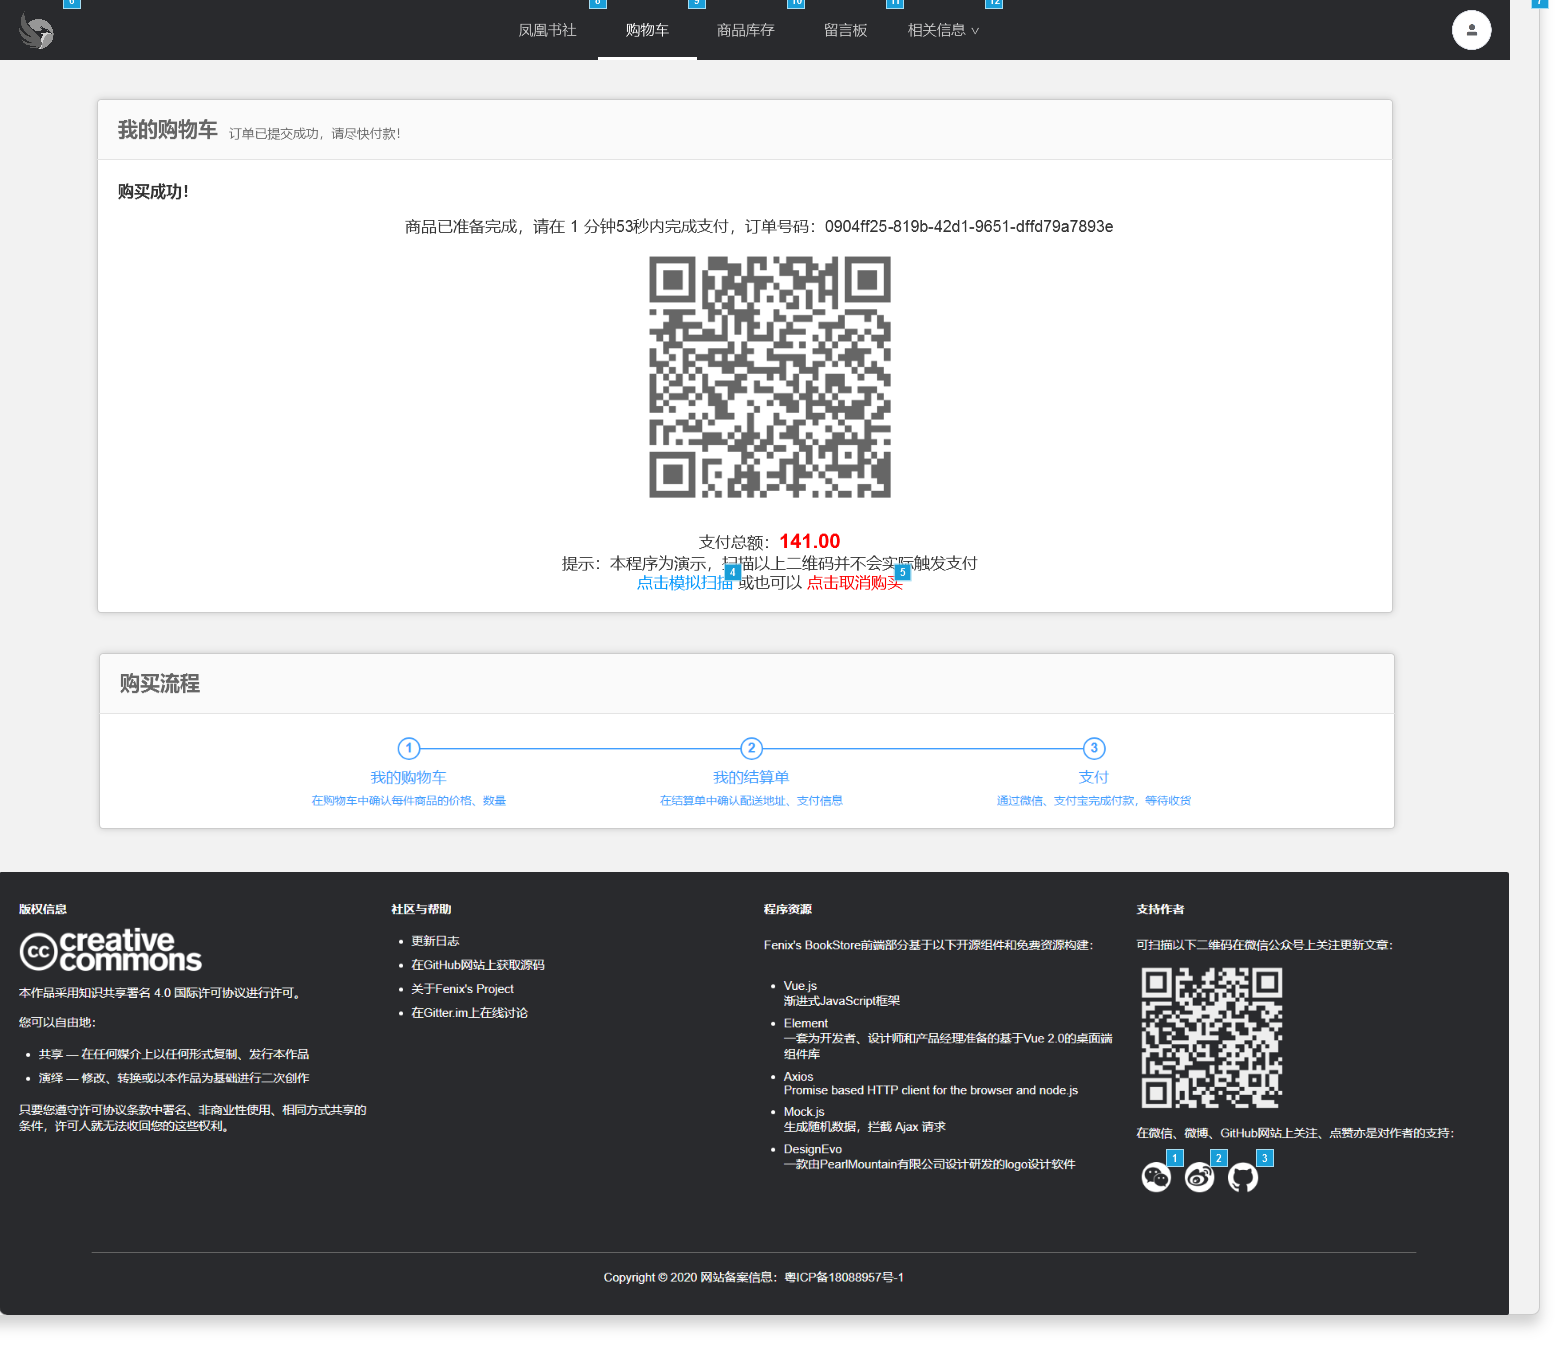 6 8 9 10 11 12 7
凤凰书社 购物车 商品库存 留言板 相关信息
我的购物车 订单已提交成功，请尽快付款！
购买成功！
商品已准备完成，请在 1 分钟53秒内完成支付，订单号码：0904ff25-819b-42d1-9651-dffd79a7893e
支付总额：141.00
提示：本程序为演示，扫描以上二维码并不会实际触发支付
4 5
点击模拟扫描 或也可以 点击取消购买
购买流程
1 2 3
我的购物车 我的结算单 支付
在购物车中确认每件商品的价格、数量 在结算单中确认配送地址、支付信息 通过微信、支付宝完成付款，等待收货
版权信息
cc creative
commons
本作品采用知识共享署名 4.0 国际许可协议进行许可。
您可以自由地：
共享 — 在任何媒介上以任何形式复制、发行本作品
演绎 — 修改、转换或以本作品为基础进行二次创作
只要您遵守许可协议条款中署名、非商业性使用、相同方式共享的
条件，许可人就无法收回您的这些权利。
社区与帮助
更新日志
在GitHub网站上获取源码
关于Fenix's Project
在Gitter.im上在线讨论
程序资源
Fenix's BookStore前端部分基于以下开源组件和免费资源构建：
Vue.js
渐进式JavaScript框架
Element
一套为开发者、设计师和产品经理准备的基于Vue 2.0的桌面端
组件库
Axios
Promise based HTTP client for the browser and node.js
Mock.js
生成随机数据，拦截 Ajax 请求
DesignEvo
一款由PearlMountain有限公司设计研发的logo设计软件
支持作者
可扫描以下二维码在微信公众号上关注更新文章：
在微信、微博、GitHub网站上关注、点赞亦是对作者的支持：
1 2 3
Copyright © 2020 网站备案信息：粤ICP备18088957号-1